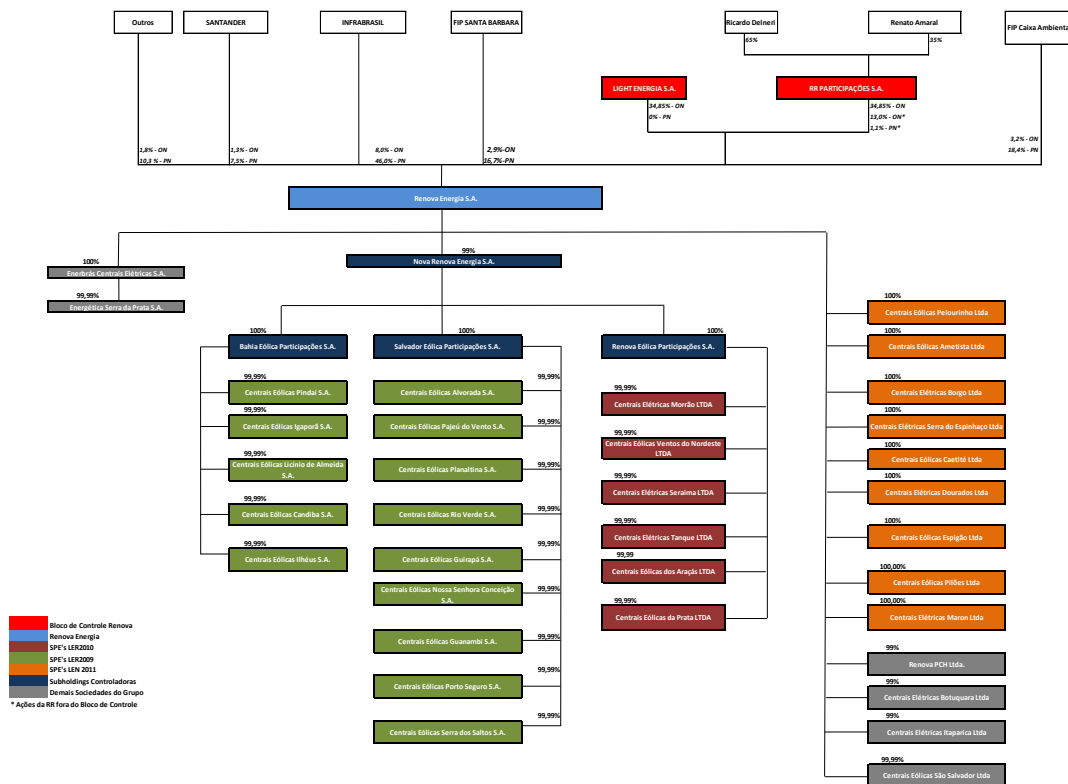 Outros
SANTANDER
INFRABRASIL
FIP SANTA BARBARA
Ricardo Delneri
Renato Amaral
FIP Caixa Ambiental
65%
35%
LIGHT ENERGIA S.A.
RR PARTICIPAÇÕES S.A.
34,85% - ON
0% - PN
34,85% - ON
13,0% - ON*
1,1% - PN*
1,8% - ON
10,3 % - PN
1,3% - ON
7,5% - PN
8,0% - ON
46,0% - PN
2,9%-ON
16,7%-PN
3,2% - ON
18,4% - PN
Renova Energia S.A.
100%
Enerbrás Centrais Elétricas S.A.
99,99%
Energética Serra da Prata S.A.
99%
Nova Renova Energia S.A.
100%
Bahia Eólica Participações S.A.
99,99%
Centrais Eólicas Pindaí S.A.
99,99%
Centrais Eólicas Igaporã S.A.
99,99%
Centrais Eólicas Licinio de Almeida
S.A.
99,99%
Centrais Eólicas Candiba S.A.
99,99%
Centrais Eólicas Ilhéus S.A.
100%
Salvador Eólica Participações S.A.
99,99%
Centrais Eólicas Alvorada S.A.
99,99%
Centrais Eólicas Pajeú do Vento S.A.
99,99%
Centrais Eólicas Planaltina S.A.
99,99%
Centrais Eólicas Rio Verde S.A.
99,99%
Centrais Eólicas Guirapá S.A.
99,99%
Centrais Eólicas Nossa Senhora Conceição
S.A.
99,99%
Centrais Eólicas Guanambi S.A.
99,99%
Centrais Eólicas Porto Seguro S.A.
99,99%
Centrais Eólicas Serra dos Saltos S.A.
100%
Renova Eólica Participações S.A.
99,99%
Centrais Elétricas Morrão LTDA
99,99%
Centrais Eólicas Ventos do Nordeste
LTDA
99,99%
Centrais Elétricas Seraima LTDA
99,99%
Centrais Elétricas Tanque LTDA
99,99
Centrais Eólicas dos Araçás LTDA
99,99%
Centrais Eólicas da Prata LTDA
100%
Centrais Eólicas Pelourinho Ltda
100%
Centrais Eólicas Ametista Ltda
100%
Centrais Elétricas Borgo Ltda
100%
Centrais Elétricas Serra do Espinhaço Ltda
100%
Centrais Eólicas Caetité Ltda
100%
Centrais Elétricas Dourados Ltda
100%
Centrais Eólicas Espigão Ltda
100,00%
Centrais Eólicas Pilões Ltda
100,00%
Centrais Elétricas Maron Ltda
99%
Renova PCH Ltda.
99%
Centrais Elétricas Botuquara Ltda
99%
Centrais Elétricas Itaparica Ltda
99,99%
Centrais Eólicas São Salvador Ltda
Bloco de Controle Renova
Renova Energia
SPE's LER2010
SPE's LER2009
SPE's LEN 2011
Subholdings Controladoras
Demais Sociedades do Grupo
* Ações da RR fora do Bloco de Controle